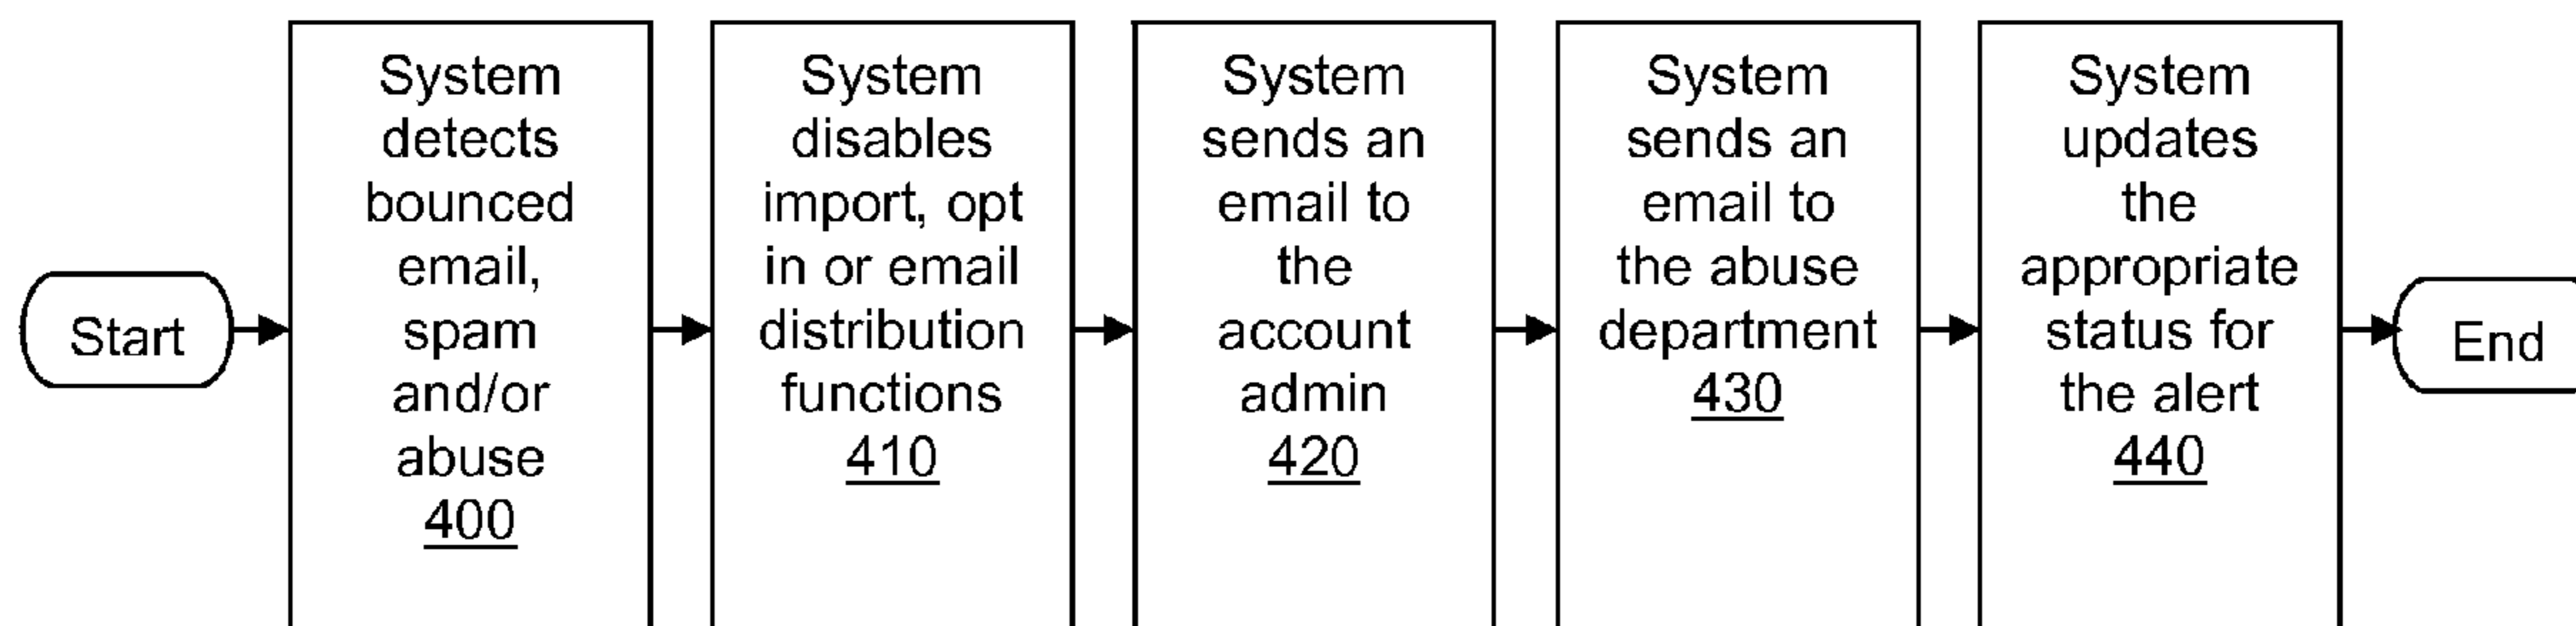 Start
System
detects
bounced
email,
spam
and/or
abuse
400
System
disables
import, opt
in or email
distribution
functions
410
System
sends an
email to
the
account
admin
420
System
sends an
email to
the abuse
department
430
System
updates
the
appropriate
status for
the alert
440
End